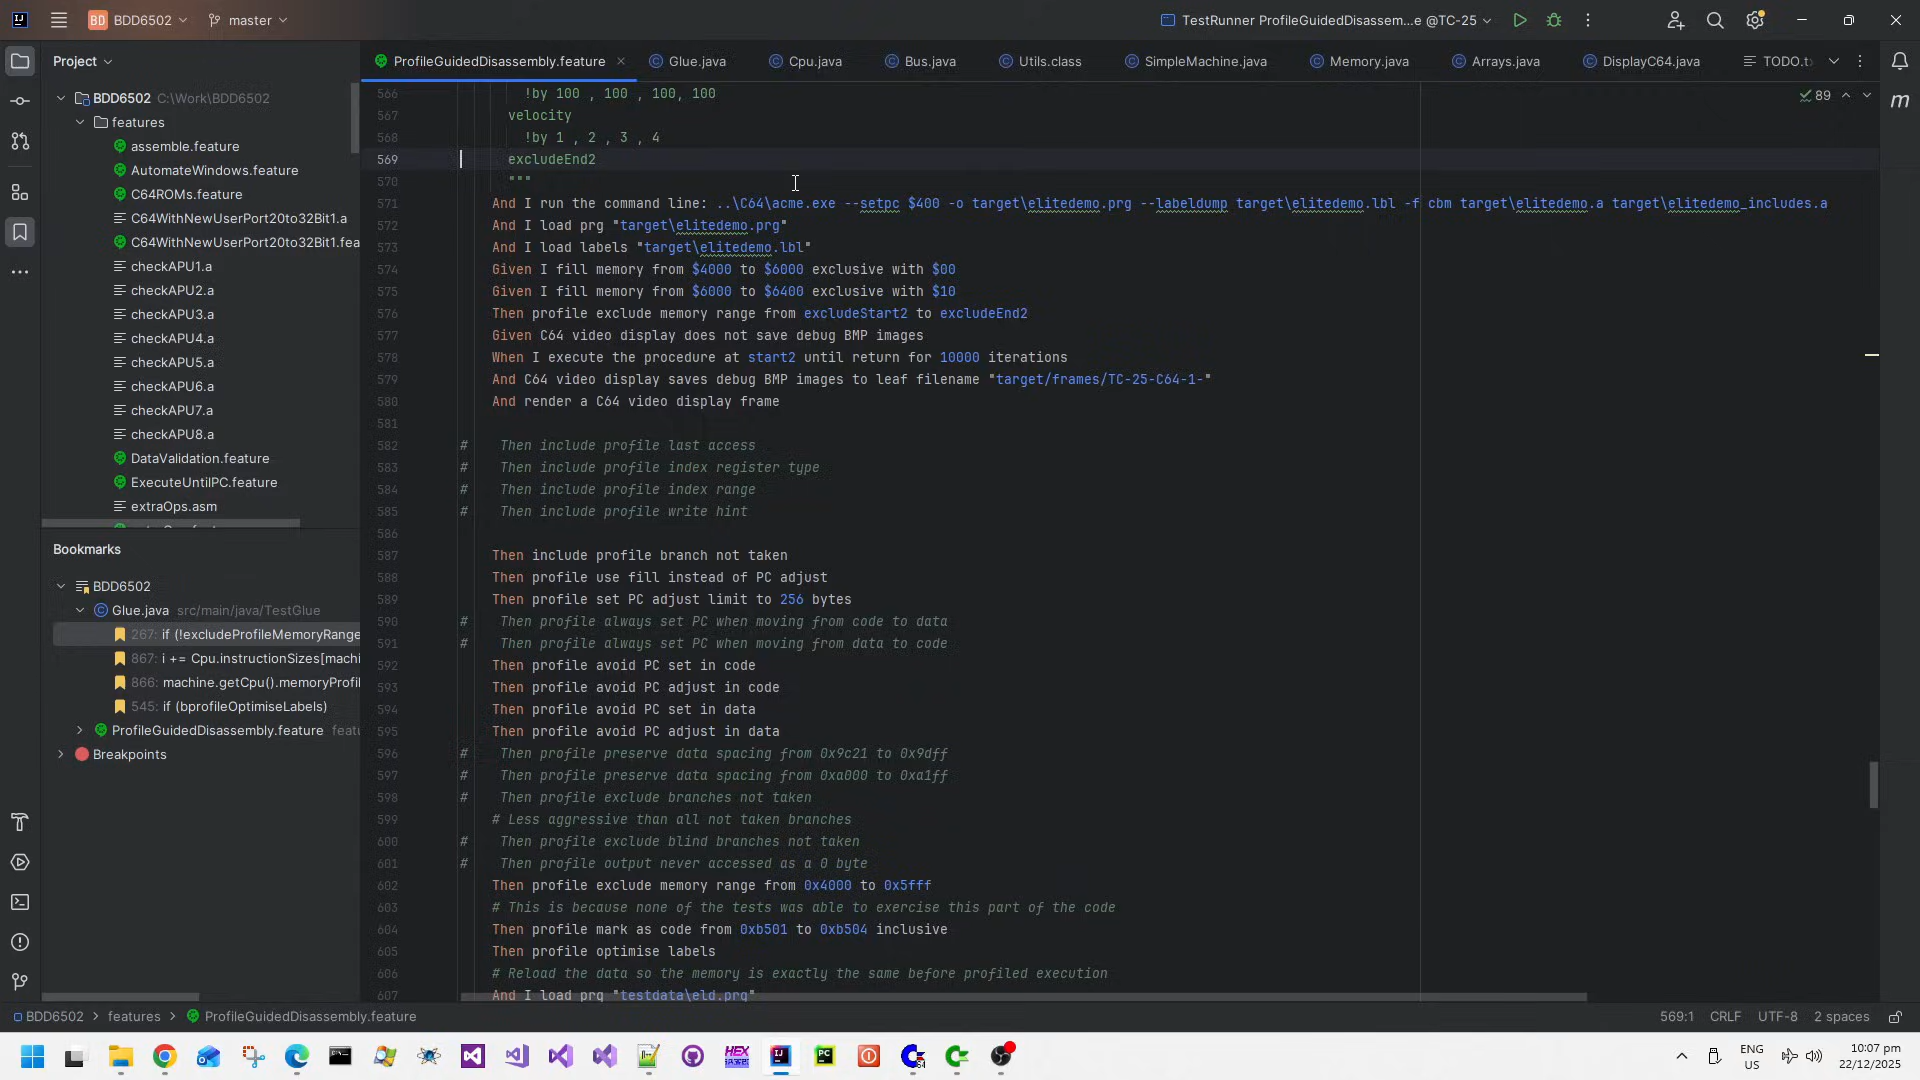 BD BDD6502 master TestRunner ProfileGuidedDisassem...e @TC-25
Project
ProfileGuidedDisassembly.feature Glue.java Cpu.java Bus.java Utils.class SimpleMachine.java Memory.java Arrays.java DisplayC64.java TODO.t
BDD6502 C:\Work\BDD6502
features
assemble.feature
AutomateWindows.feature
C64ROMs.feature
C64WithNewUserPort20to32Bit1.a
C64WithNewUserPort20to32Bit1.fea
checkAPU1.a
checkAPU2.a
checkAPU3.a
checkAPU4.a
checkAPU5.a
checkAPU6.a
checkAPU7.a
checkAPU8.a
DataValidation.feature
ExecuteUntilPC.feature
extraOps.asm
Bookmarks
BDD6502
Glue.java src/main/java/TestGlue
267: if (!excludeProfileMemoryRange
867: i += Cpu.instructionSizes[machi
866: machine.getCpu().memoryProfil
545: if (bprofileOptimiseLabels)
ProfileGuidedDisassembly.feature featu
Breakpoints
89
566 !by 100 , 100 , 100, 100
567 velocity
568 !by 1 , 2 , 3 , 4
569 excludeEnd2
570 """
571 And I run the command line: ..\C64\acme.exe --setpc $400 -o target\elitedemo.prg --labeldump target\elitedemo.lbl -f cbm target\elitedemo.a target\elitedemo_includes.a
572 And I load prg "target\elitedemo.prg"
573 And I load labels "target\elitedemo.lbl"
574 Given I fill memory from $4000 to $6000 exclusive with $00
575 Given I fill memory from $6000 to $6400 exclusive with $10
576 Then profile exclude memory range from excludeStart2 to excludeEnd2
577 Given C64 video display does not save debug BMP images
578 When I execute the procedure at start2 until return for 10000 iterations
579 And C64 video display saves debug BMP images to leaf filename "target/frames/TC-25-C64-1-"
580 And render a C64 video display frame
581
582 # Then include profile last access
583 # Then include profile index register type
584 # Then include profile index range
585 # Then include profile write hint
586
587 Then include profile branch not taken
588 Then profile use fill instead of PC adjust
589 Then profile set PC adjust limit to 256 bytes
590 # Then profile always set PC when moving from code to data
591 # Then profile always set PC when moving from data to code
592 Then profile avoid PC set in code
593 Then profile avoid PC adjust in code
594 Then profile avoid PC set in data
595 Then profile avoid PC adjust in data
596 # Then profile preserve data spacing from 0x9c21 to 0x9dff
597 # Then profile preserve data spacing from 0xa000 to 0xa1ff
598 # Then profile exclude branches not taken
599 # Less aggressive than all not taken branches
600 # Then profile exclude blind branches not taken
601 # Then profile output never accessed as a 0 byte
602 Then profile exclude memory range from 0x4000 to 0x5fff
603 # This is because none of the tests was able to exercise this part of the code
604 Then profile mark as code from 0xb501 to 0xb504 inclusive
605 Then profile optimise labels
606 # Reload the data so the memory is exactly the same before profiled execution
607 And I load prg "testdata\eld.prg"
BDD6502 > features > ProfileGuidedDisassembly.feature 569:1 CRLF UTF-8 2 spaces
ENG
US
10:07 pm
22/12/2025